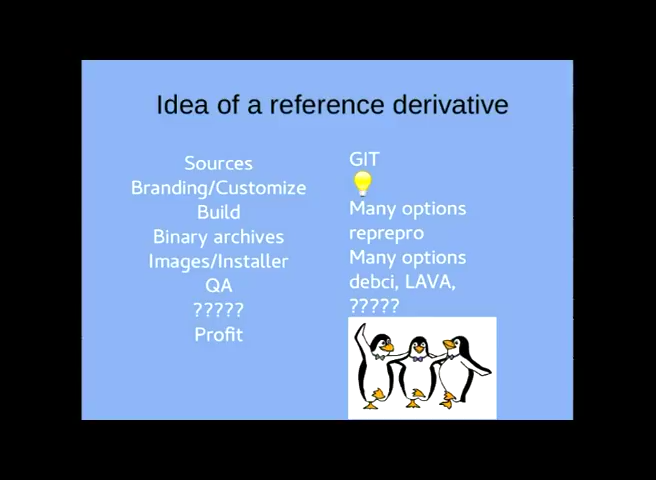 Idea of a reference derivative
Sources
Branding/Customize
Build
Binary archives
Images/Installer
QA
?????
Profit
GIT
Many options
reprepro
Many options
debci, LAVA,
?????